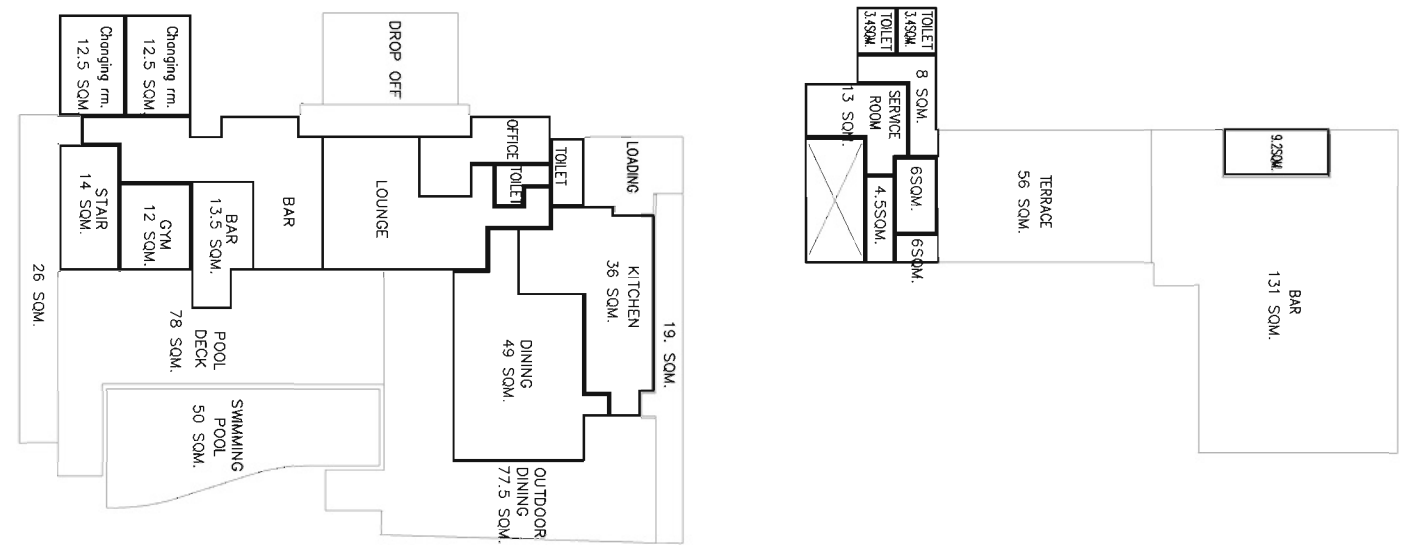 Changing rm.
12.5 SQM.
Changing rm.
12.5 SQM.
DROP OFF
OFFICE
TOILET
TOILET
LOADING
STAIR
14 SQM.
GYM
12 SQM.
BAR
13.5 SQM.
BAR
LOUNGE
KITCHEN
36 SQM.
26 SQM.
POOL
DECK
78 SQM.
DINING
49 SQM.
19. SQM.
SWIMMING
POOL
50 SQM.
OUTDOOR
DINING
77.5 SQM.
TOILET
3.4SQM.
TOILET
3.4SQM.
8 SQM.
SERVICE
ROOM
13 SQM.
6SQM.
4.5SQM.
6SQM.
TERRACE
56 SQM.
9.2SQM.
BAR
131 SQM.